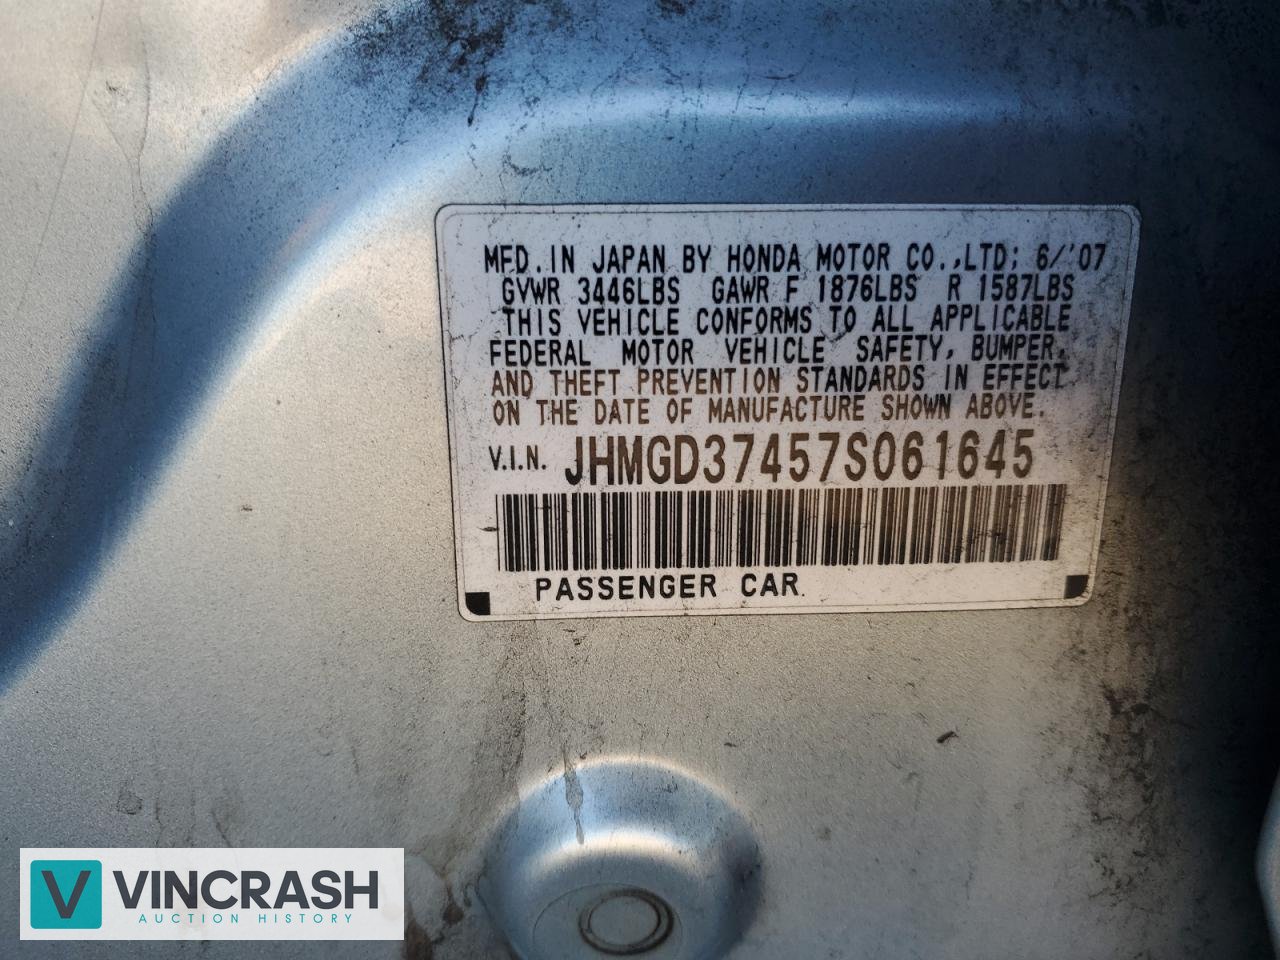 MFD. IN JAPAN BY HONDA MOTOR CO.,LTD; 6/'07
GVWR 3446LBS GAWR F 1876LBS R 1587LBS
THIS VEHICLE CONFORMS TO ALL APPLICABLE
FEDERAL MOTOR VEHICLE SAFETY, BUMPER,
AND THEFT PREVENTION STANDARDS IN EFFECT
ON THE DATE OF MANUFACTURE SHOWN ABOVE.
V.I.N. JHMGD37457S061645
PASSENGER CAR
V VINCRASH
AUCTION HISTORY